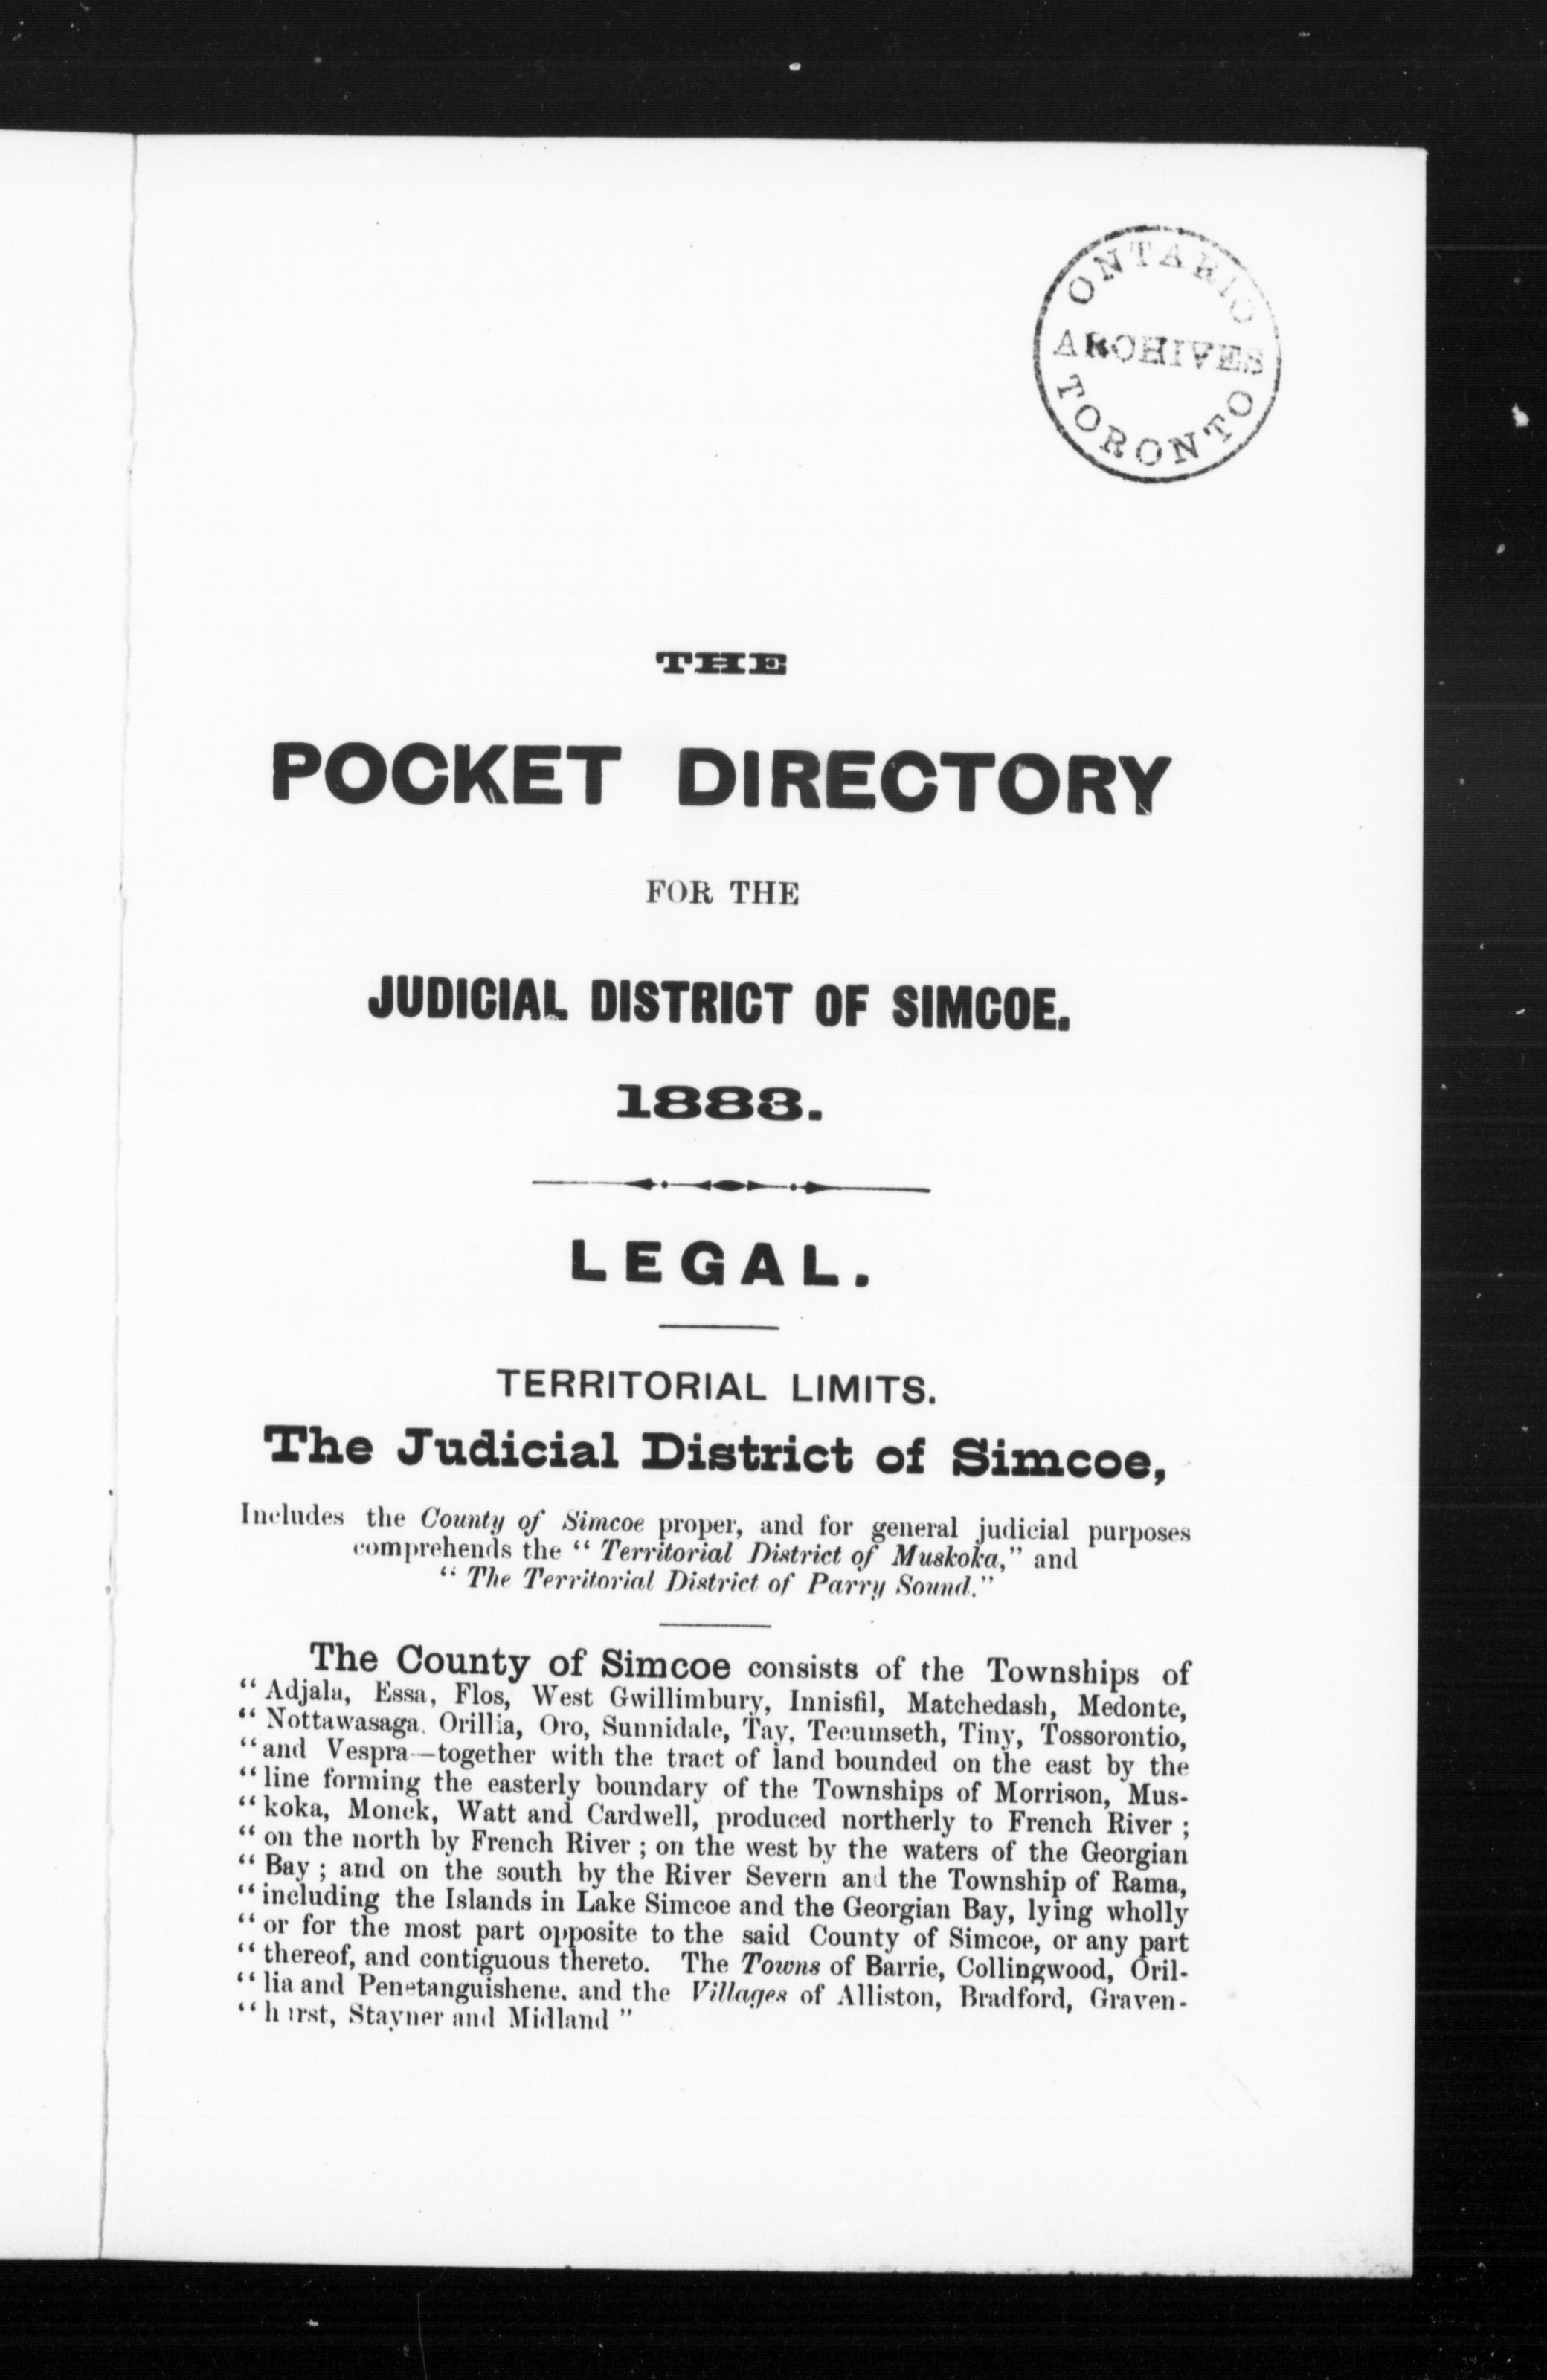 ONTARIO
ARCHIVES
TORONTO
THE
POCKET DIRECTORY
FOR THE
JUDICIAL DISTRICT OF SIMCOE.
1883.
LEGAL.
TERRITORIAL LIMITS.
The Judicial District of Simcoe,
Includes the County of Simcoe proper, and for general judicial purposes
comprehends the “ Territorial District of Muskoka,” and
“ The Territorial District of Parry Sound.”
The County of Simcoe consists of the Townships of
“ Adjala, Essa, Flos, West Gwillimbury, Innisfil, Matchedash, Medonte,
“ Nottawasaga, Orillia, Oro, Sunnidale, Tay, Tecumseth, Tiny, Tossorontio,
“ and Vespra—together with the tract of land bounded on the east by the
“ line forming the easterly boundary of the Townships of Morrison, Mus-
“ koka, Monck, Watt and Cardwell, produced northerly to French River ;
“ on the north by French River ; on the west by the waters of the Georgian
“ Bay ; and on the south by the River Severn and the Township of Rama,
“ including the Islands in Lake Simcoe and the Georgian Bay, lying wholly
“ or for the most part opposite to the said County of Simcoe, or any part
“ thereof, and contiguous thereto. The Towns of Barrie, Collingwood, Oril-
“ lia and Penetanguishene, and the Villages of Alliston, Bradford, Graven-
“ hurst, Stayner and Midland ”